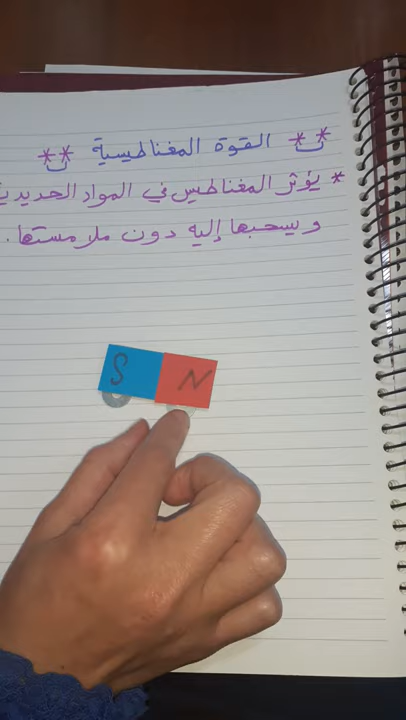 ** القوة المغناطيسية **
* يؤثر المغناطيس في المواد الحديدية
ويسحبها إليه دون ملامستها.
S N